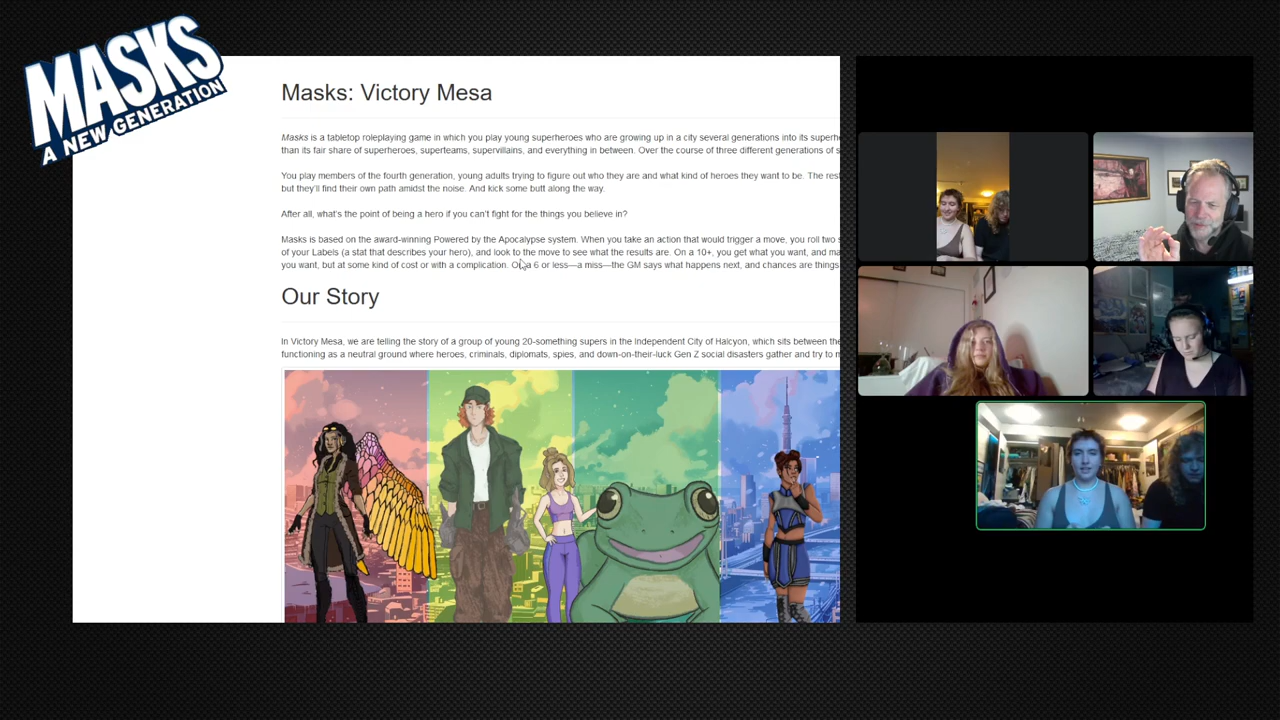 MASKS
A NEW GENERATION
Masks: Victory Mesa
Masks is a tabletop roleplaying game in which you play young superheroes who are growing up in a city several generations into its superh
than its fair share of superheroes, superteams, supervillains, and everything in between. Over the course of three different generations of s
You play members of the fourth generation, young adults trying to figure out who they are and what kind of heroes they want to be. The res
but they'll find their own path amidst the noise. And kick some butt along the way.
After all, what's the point of being a hero if you can't fight for the things you believe in?
Masks is based on the award-winning Powered by the Apocalypse system. When you take an action that would trigger a move, you roll two s
of your Labels (a stat that describes your hero), and look to the move to see what the results are. On a 10+, you get what you want, and ma
you want, but at some kind of cost or with a complication. On a 6 or less—a miss—the GM says what happens next, and chances are things
Our Story
In Victory Mesa, we are telling the story of a group of young 20-something supers in the Independent City of Halcyon, which sits between the
functioning as a neutral ground where heroes, criminals, diplomats, spies, and down-on-their-luck Gen Z social disasters gather and try to m